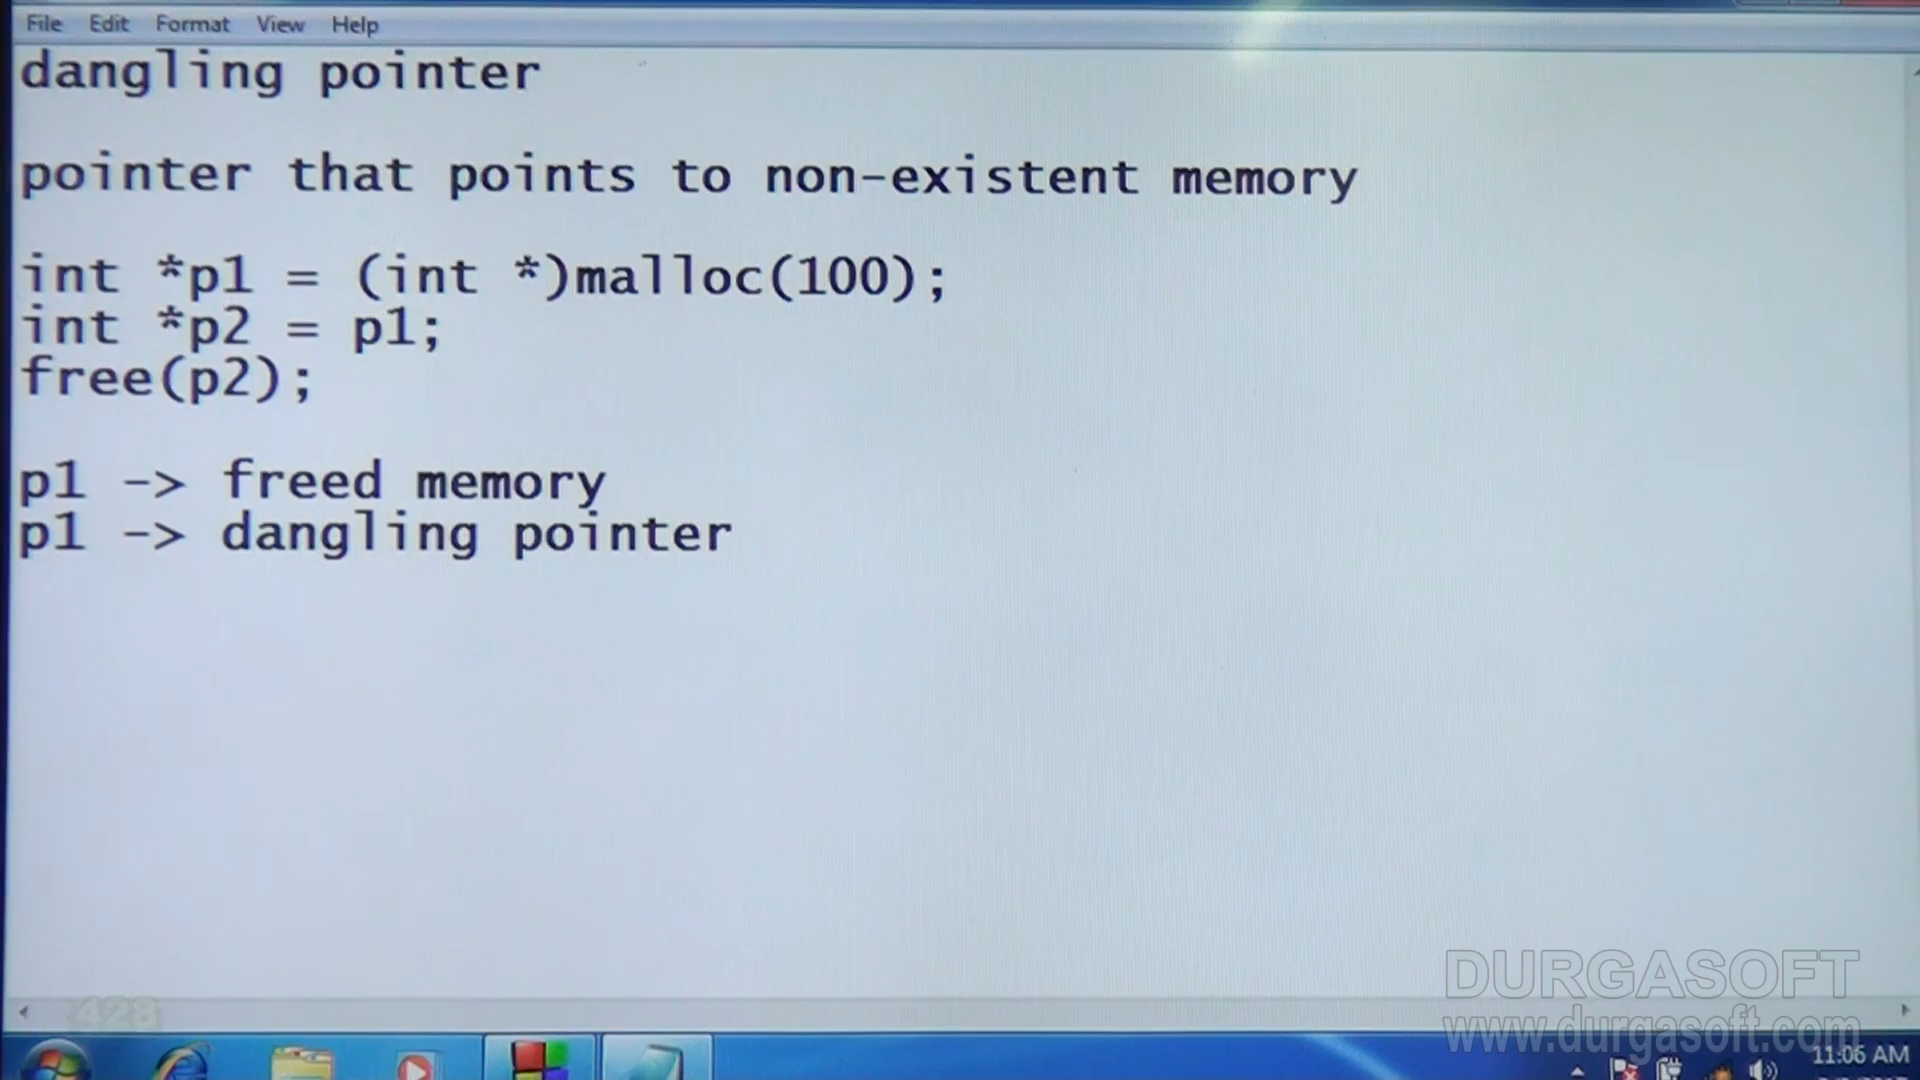 File Edit Format View Help
dangling pointer
pointer that points to non-existent memory
int *p1 = (int *)malloc(100);
int *p2 = p1;
free(p2);
p1 -> freed memory
p1 -> dangling pointer
428
DURGASOFT
www.durgasoft.com
11:06 AM